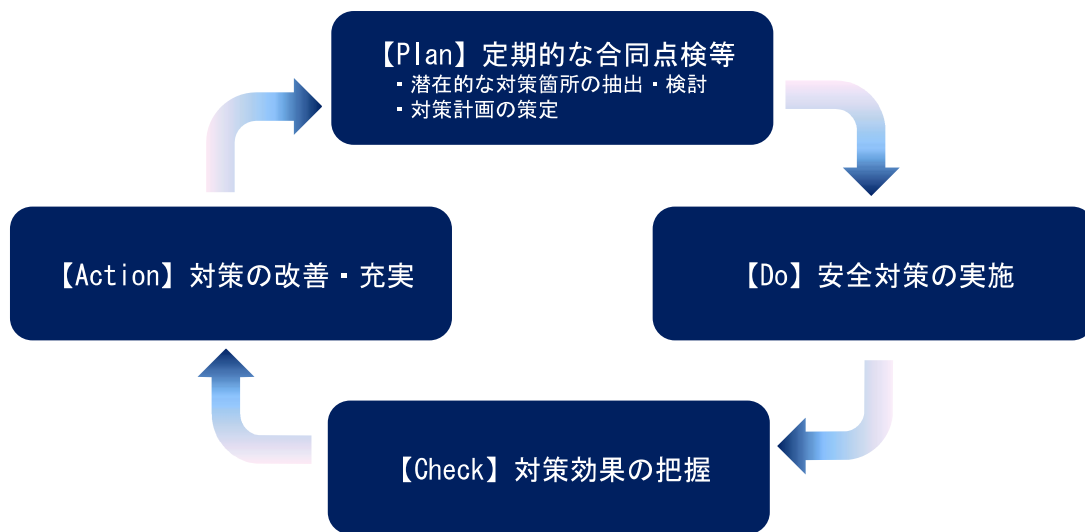 【Plan】定期的な合同点検等
・潜在的な対策箇所の抽出・検討
・対策計画の策定
【Do】安全対策の実施
【Check】対策効果の把握
【Action】対策の改善・充実